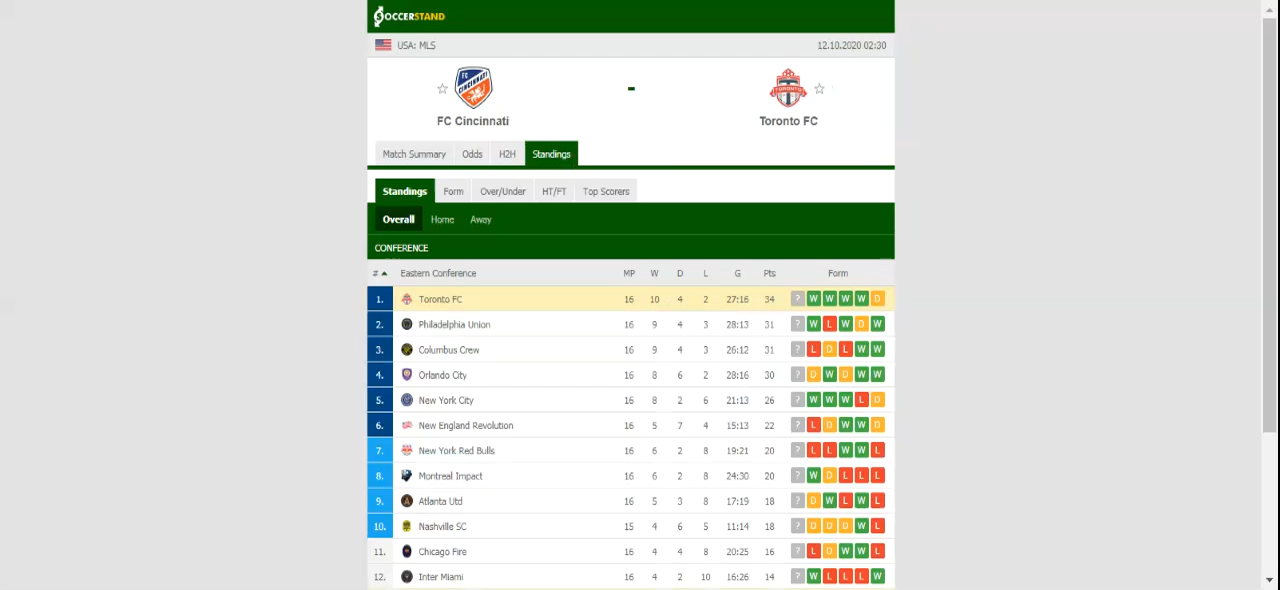 SOCCERSTAND
USA: MLS 12.10.2020 02:30
-
FC Cincinnati Toronto FC
Match Summary Odds H2H Standings
Standings Form Over/Under HT/FT Top Scorers
Overall Home Away
CONFERENCE
# Eastern Conference MP W D L G Pts Form
1. Toronto FC 16 10 4 2 27:16 34 ? W W W W D
2. Philadelphia Union 16 9 4 3 28:13 31 ? W L W D W
3. Columbus Crew 16 9 4 3 26:12 31 ? L D L W W
4. Orlando City 16 8 6 2 28:16 30 ? D W D W W
5. New York City 16 8 2 6 21:13 26 ? W W W L D
6. New England Revolution 16 5 7 4 15:13 22 ? L D W W D
7. New York Red Bulls 16 6 2 8 19:21 20 ? L L W W L
8. Montreal Impact 16 6 2 8 24:30 20 ? W D L L L
9. Atlanta Utd 16 5 3 8 17:19 18 ? D W L W L
10. Nashville SC 15 4 6 5 11:14 18 ? D D D W L
11. Chicago Fire 16 4 4 8 20:25 16 ? L D W W L
12. Inter Miami 16 4 2 10 16:26 14 ? W L L L W